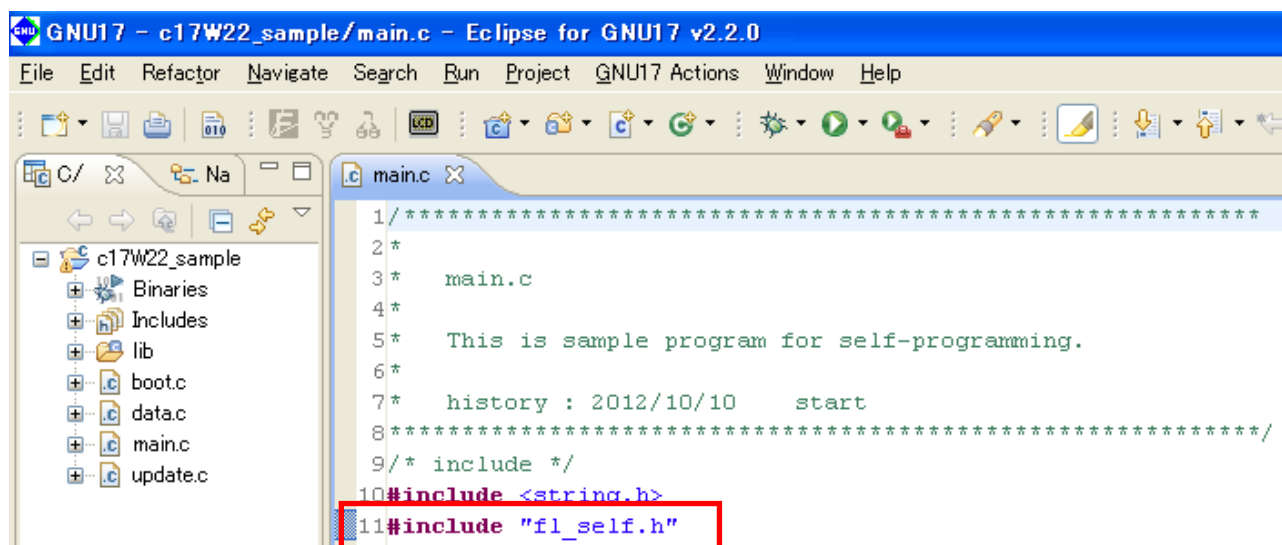 GNU17 - c17W22_sample/main.c - Eclipse for GNU17 v2.2.0
File Edit Refactor Navigate Search Run Project GNU17 Actions Window Help
010 LCD
C/ Na main.c
c17W22_sample
Binaries
Includes
lib
boot.c
data.c
main.c
update.c
1/***********************************************************
2*
3* main.c
4*
5* This is sample program for self-programming.
6*
7* history : 2012/10/10 start
8************************************************************/
9/* include */
10#include <string.h>
11#include "fl_self.h"